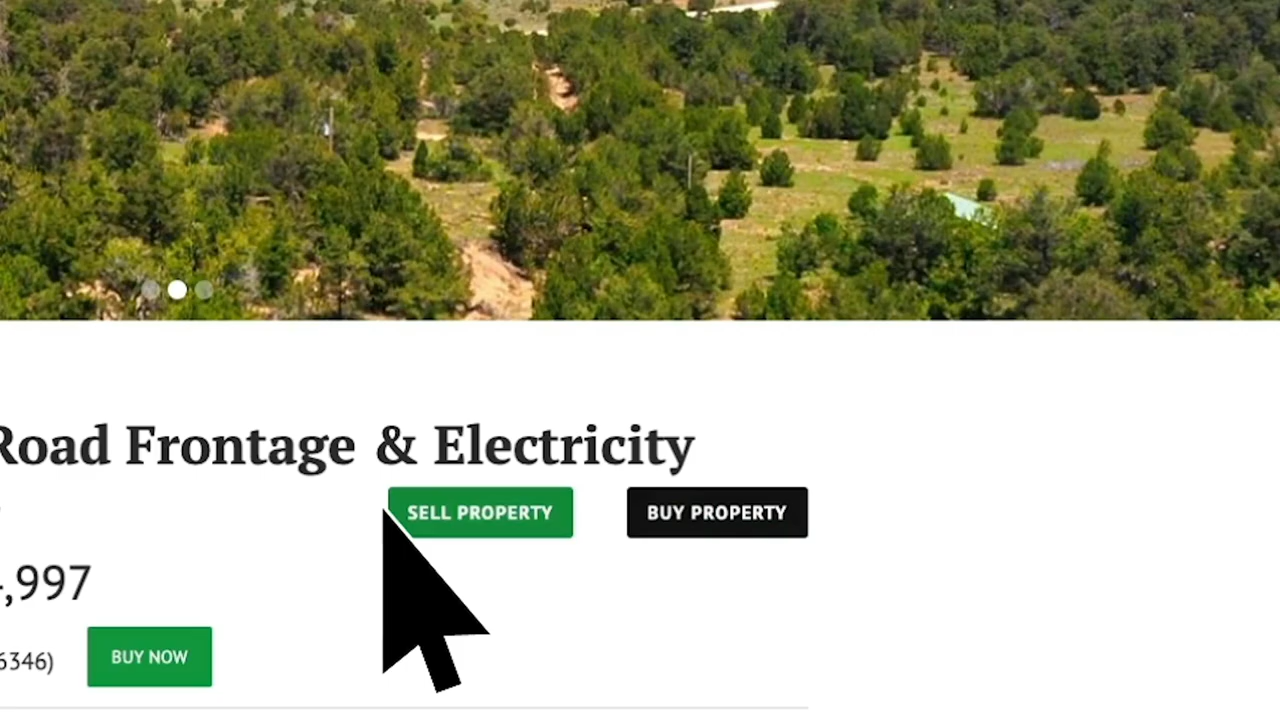 Road Frontage & Electricity
SELL PROPERTY
BUY PROPERTY
,997
6346)
BUY NOW